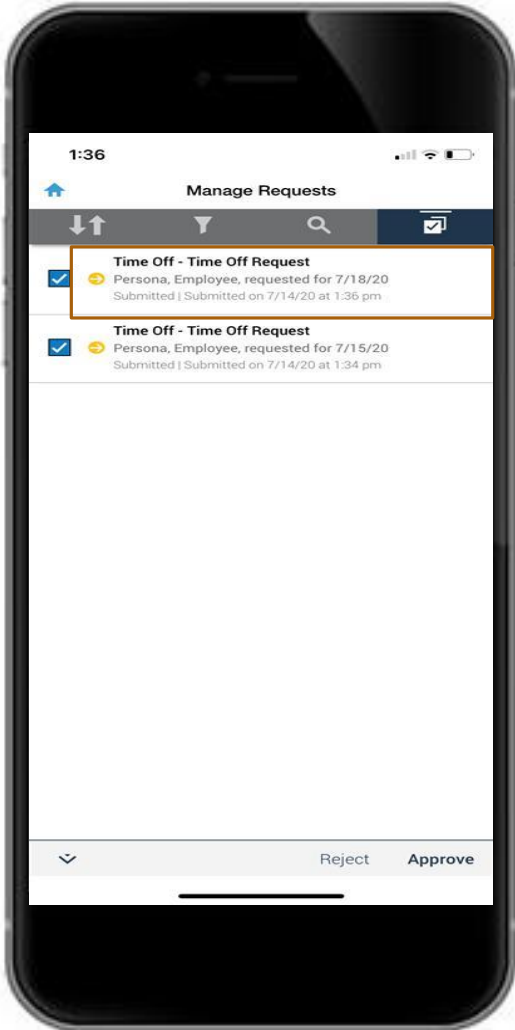 1:36
Manage Requests
Time Off - Time Off Request
Persona, Employee, requested for 7/18/20
Submitted | Submitted on 7/14/20 at 1:36 pm
Time Off - Time Off Request
Persona, Employee, requested for 7/15/20
Submitted | Submitted on 7/14/20 at 1:34 pm
Reject Approve